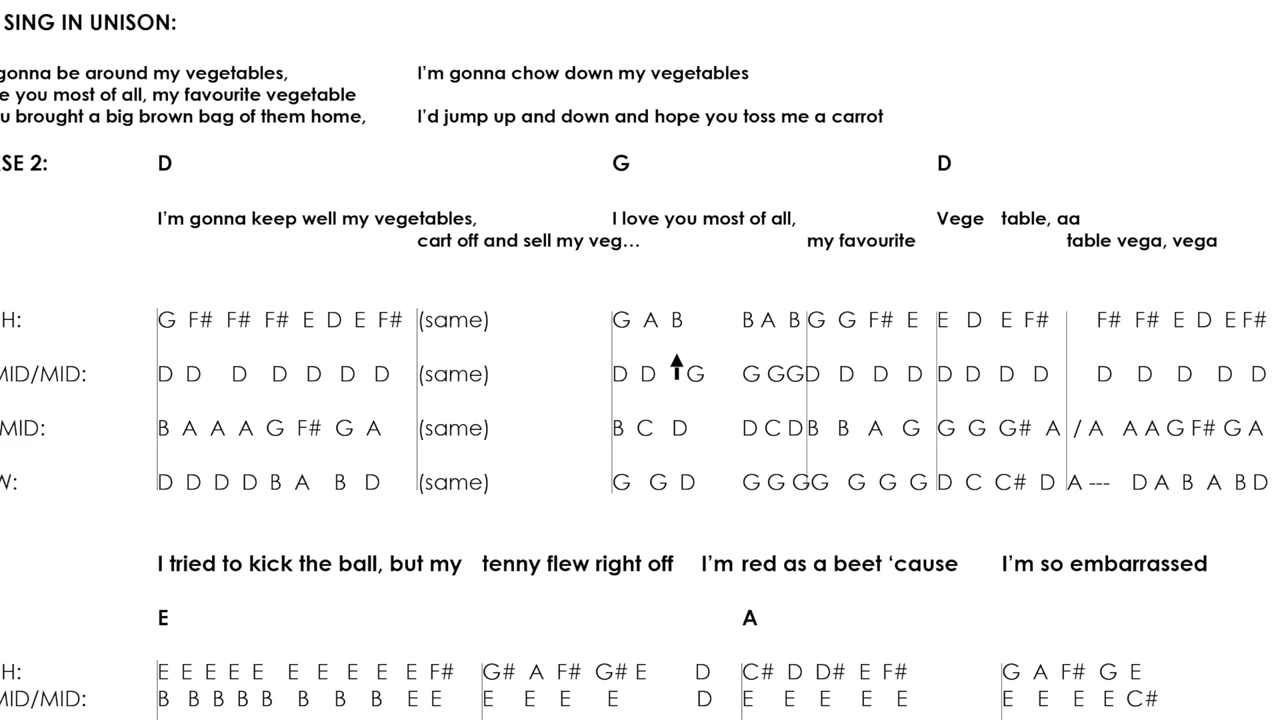 SING IN UNISON:
gonna be around my vegetables, I'm gonna chow down my vegetables
e you most of all, my favourite vegetable
u brought a big brown bag of them home, I'd jump up and down and hope you toss me a carrot
SE 2: D G D
I'm gonna keep well my vegetables, I love you most of all, Vege table, aa
cart off and sell my veg… my favourite table vega, vega
H: G F# F# F# E D E F# (same) G A B B A B G G F# E E D E F# F# F# E D E F#
MID/MID: D D D D D D D (same) D D G G G G D D D D D D D D D D D D D
MID: B A A A G F# G A (same) B C D D C D B B A G G G G# A / A A A G F# G A
W: D D D D B A B D (same) G G D G G G G G G G D C C# D A --- D A B A B D
I tried to kick the ball, but my tenny flew right off I'm red as a beet ‘cause I'm so embarrassed
E A
H: E E E E E E E E E E F# G# A F# G# E D C# D D# E F# G A F# G E
MID/MID: B B B B B B B B E E E E E E D E E E E E E E E E C#